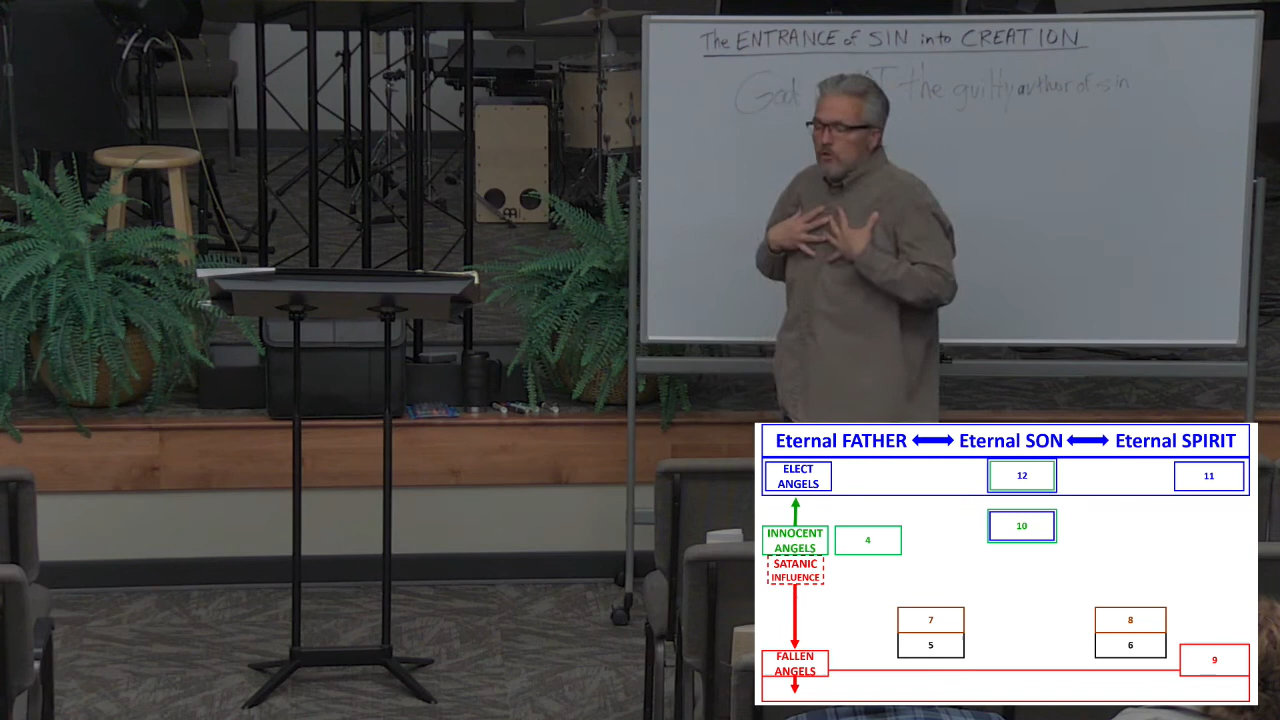 The ENTRANCE of SIN into CREATION
God the guilty author of sin
Eternal FATHER Eternal SON Eternal SPIRIT
ELECT
ANGELS
12
11
INNOCENT
ANGELS
4
10
SATANIC
INFLUENCE
7
8
5
6
FALLEN
ANGELS
9